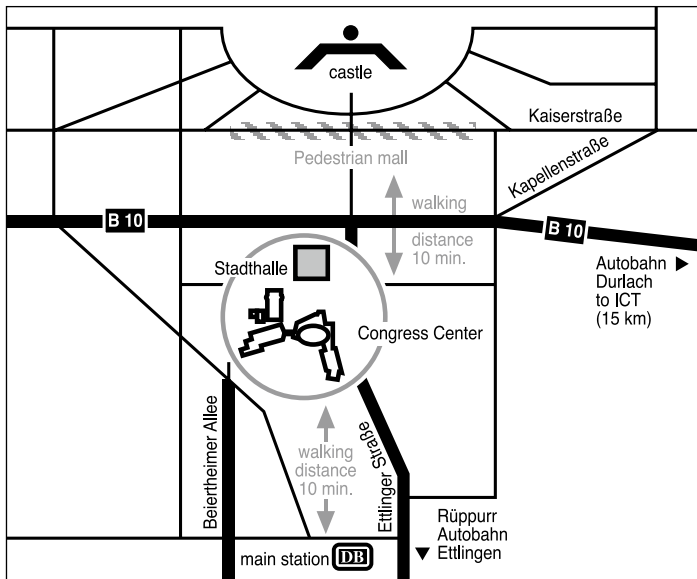 castle
Kaiserstraße
Pedestrian mall
Kapellenstraße
walking
B 10
B 10
distance
10 min.
Stadthalle
Autobahn
Durlach
to ICT
(15 km)
Congress Center
Beiertheimer Allee
walking
distance
10 min.
Ettlinger Straße
Rüppurr
Autobahn
Ettlingen
main station DB